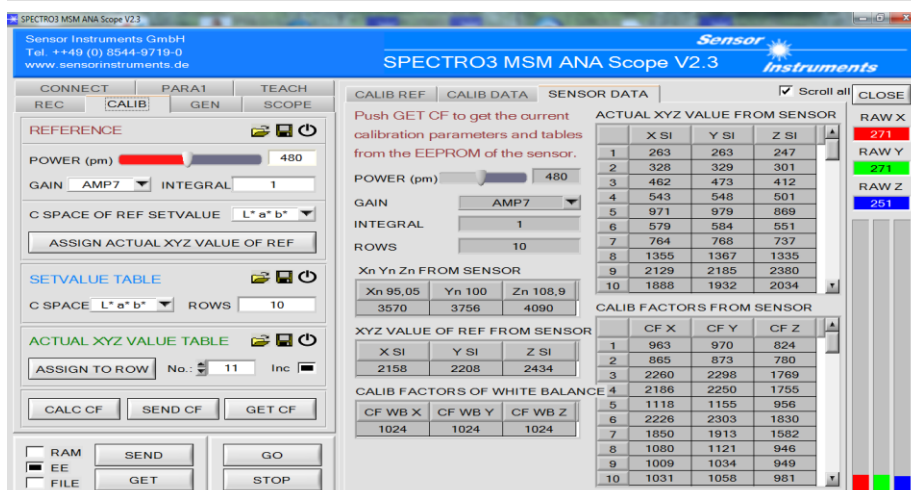 SPECTRO3 MSM ANA Scope V2.3
Sensor Instruments GmbH
Tel. ++49 (0) 8544-9719-0
www.sensorinstruments.de
SPECTRO3 MSM ANA Scope V2.3
Sensor
Instruments
CONNECT PARA1 TEACH
REC CALIB GEN SCOPE
REFERENCE
POWER (pm) 480
GAIN AMP7 INTEGRAL 1
C SPACE OF REF SETVALUE L* a* b*
ASSIGN ACTUAL XYZ VALUE OF REF
SETVALUE TABLE
C SPACE L* a* b* ROWS 10
ACTUAL XYZ VALUE TABLE
ASSIGN TO ROW No.: 11 Inc
CALC CF SEND CF GET CF
RAM
EE
FILE
SEND GO
GET STOP
CALIB REF CALIB DATA SENSOR DATA
Scroll all
CLOSE
Push GET CF to get the current
calibration parameters and tables
from the EEPROM of the sensor.
POWER (pm) 480
GAIN AMP7
INTEGRAL 1
ROWS 10
Xn Yn Zn FROM SENSOR
Xn 95,05 Yn 100 Zn 108,9
3570 3756 4090
XYZ VALUE OF REF FROM SENSOR
X SI Y SI Z SI
2158 2208 2434
CALIB FACTORS OF WHITE BALANCE
CF WB X CF WB Y CF WB Z
1024 1024 1024
ACTUAL XYZ VALUE FROM SENSOR
X SI Y SI Z SI
1 263 263 247
2 328 329 301
3 462 473 412
4 543 548 501
5 971 979 869
6 579 584 551
7 764 768 737
8 1355 1367 1335
9 2129 2185 2380
10 1888 1932 2034
CALIB FACTORS FROM SENSOR
CF X CF Y CF Z
1 963 970 824
2 865 873 780
3 2260 2298 1769
4 2186 2250 1755
5 1118 1155 956
6 2226 2303 1830
7 1850 1913 1582
8 1080 1121 946
9 1009 1034 949
10 1031 1058 981
RAW X
271
RAW Y
271
RAW Z
251